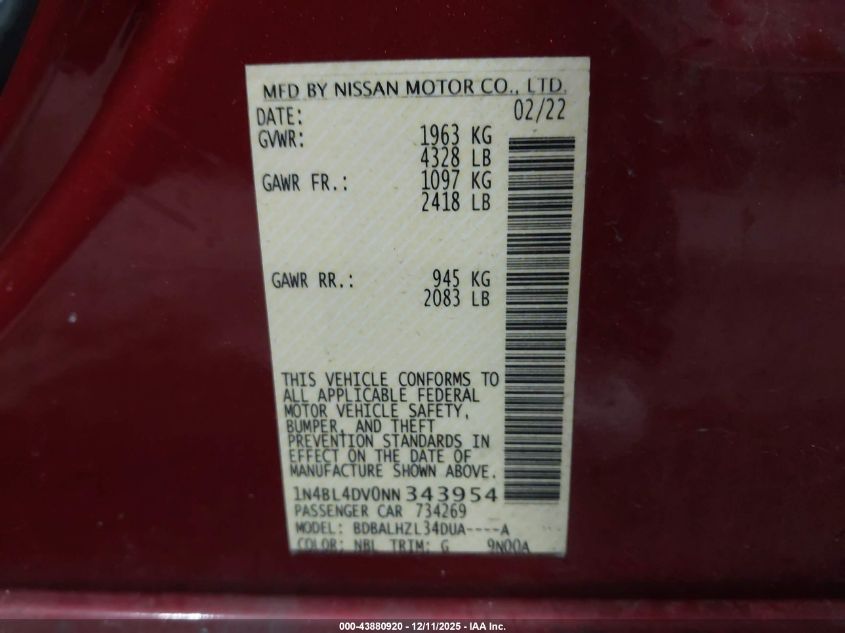 MFD BY NISSAN MOTOR CO., LTD.
DATE: 02/22
GVWR: 1963 KG
4328 LB
GAWR FR.: 1097 KG
2418 LB
GAWR RR.: 945 KG
2083 LB
THIS VEHICLE CONFORMS TO
ALL APPLICABLE FEDERAL
MOTOR VEHICLE SAFETY,
BUMPER, AND THEFT
PREVENTION STANDARDS IN
EFFECT ON THE DATE OF
MANUFACTURE SHOWN ABOVE.
1N4BL4DV0NN343954
PASSENGER CAR 734269
MODEL: BDBALHZL34DUA----A
COLOR: NBL TRIM: G 9N00A
000-43880920 - 12/11/2025 - IAA Inc.